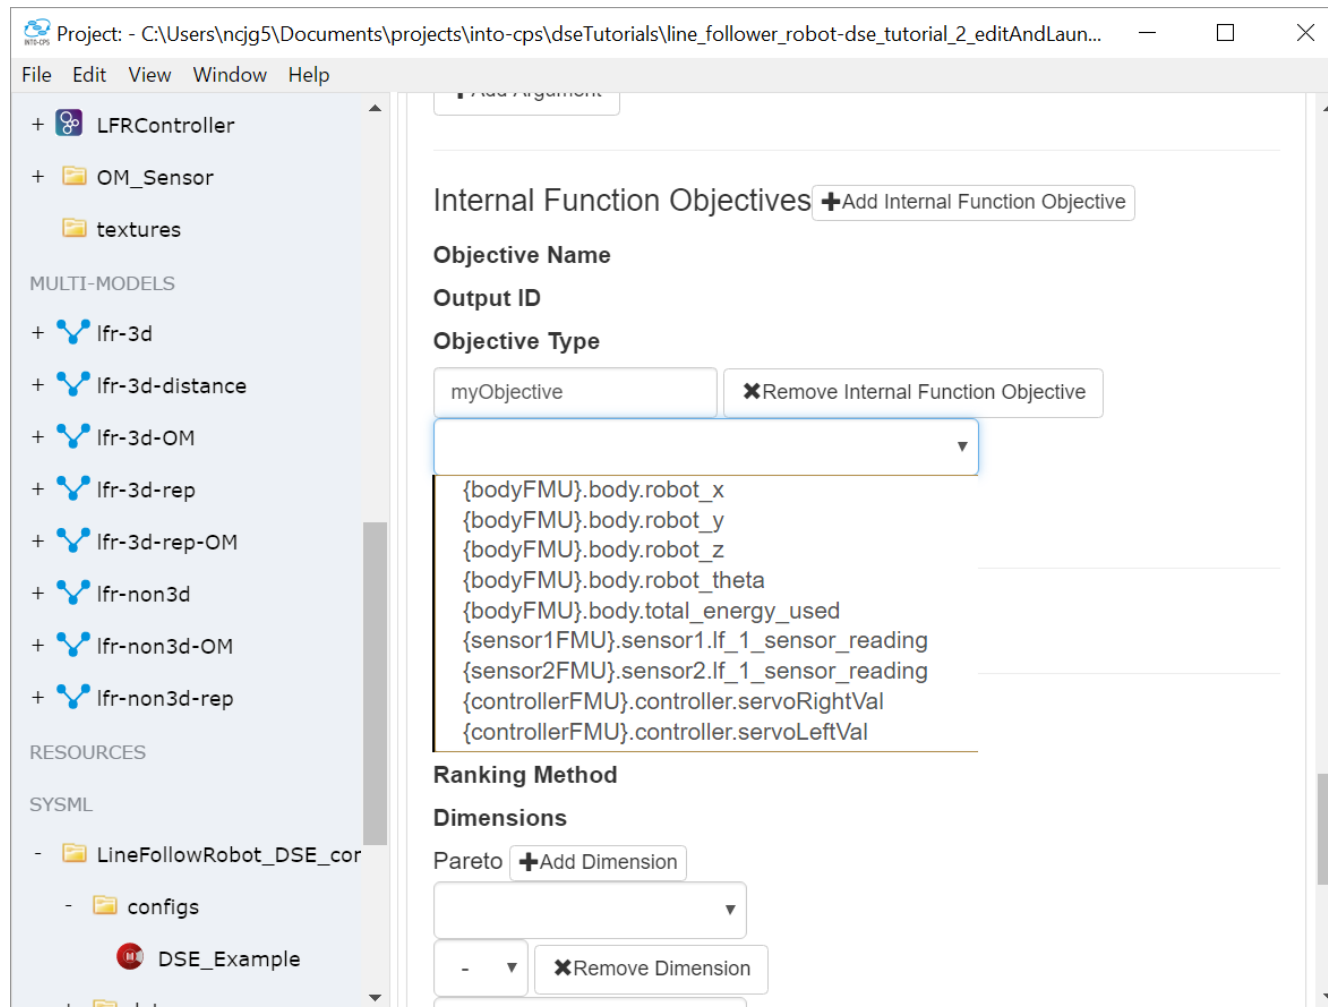 INTO-CPS
Project: - C:\Users\ncjg5\Documents\projects\into-cps\dseTutorials\line_follower_robot-dse_tutorial_2_editAndLaun...
File Edit View Window Help
+ LFRController
+ OM_Sensor
textures
MULTI-MODELS
+ lfr-3d
+ lfr-3d-distance
+ lfr-3d-OM
+ lfr-3d-rep
+ lfr-3d-rep-OM
+ lfr-non3d
+ lfr-non3d-OM
+ lfr-non3d-rep
RESOURCES
SYSML
- LineFollowRobot_DSE_cor
- configs
DSE_Example
Add Argument
Internal Function Objectives +Add Internal Function Objective
Objective Name
Output ID
Objective Type
myObjective ✖Remove Internal Function Objective
{bodyFMU}.body.robot_x
{bodyFMU}.body.robot_y
{bodyFMU}.body.robot_z
{bodyFMU}.body.robot_theta
{bodyFMU}.body.total_energy_used
{sensor1FMU}.sensor1.lf_1_sensor_reading
{sensor2FMU}.sensor2.lf_1_sensor_reading
{controllerFMU}.controller.servoRightVal
{controllerFMU}.controller.servoLeftVal
Ranking Method
Dimensions
Pareto +Add Dimension
- ✖Remove Dimension